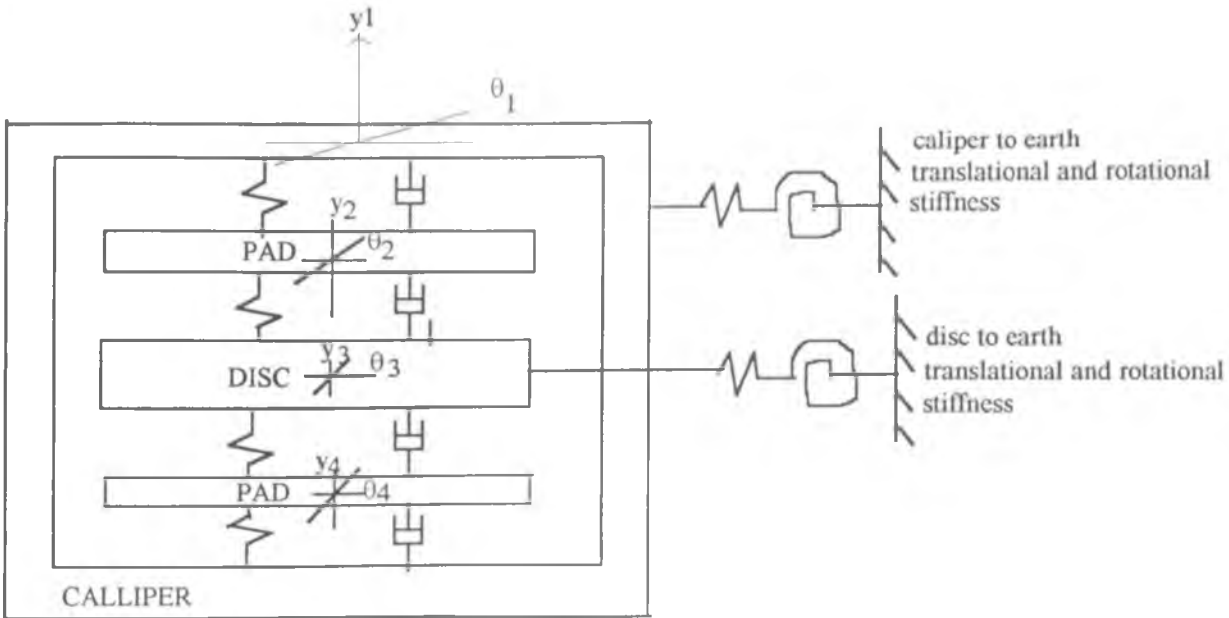 y1
θ1
caliper to earth
translational and rotational
stiffness
y2
PAD θ2
y3
DISC θ3
disc to earth
translational and rotational
stiffness
y4
PAD θ4
CALLIPER